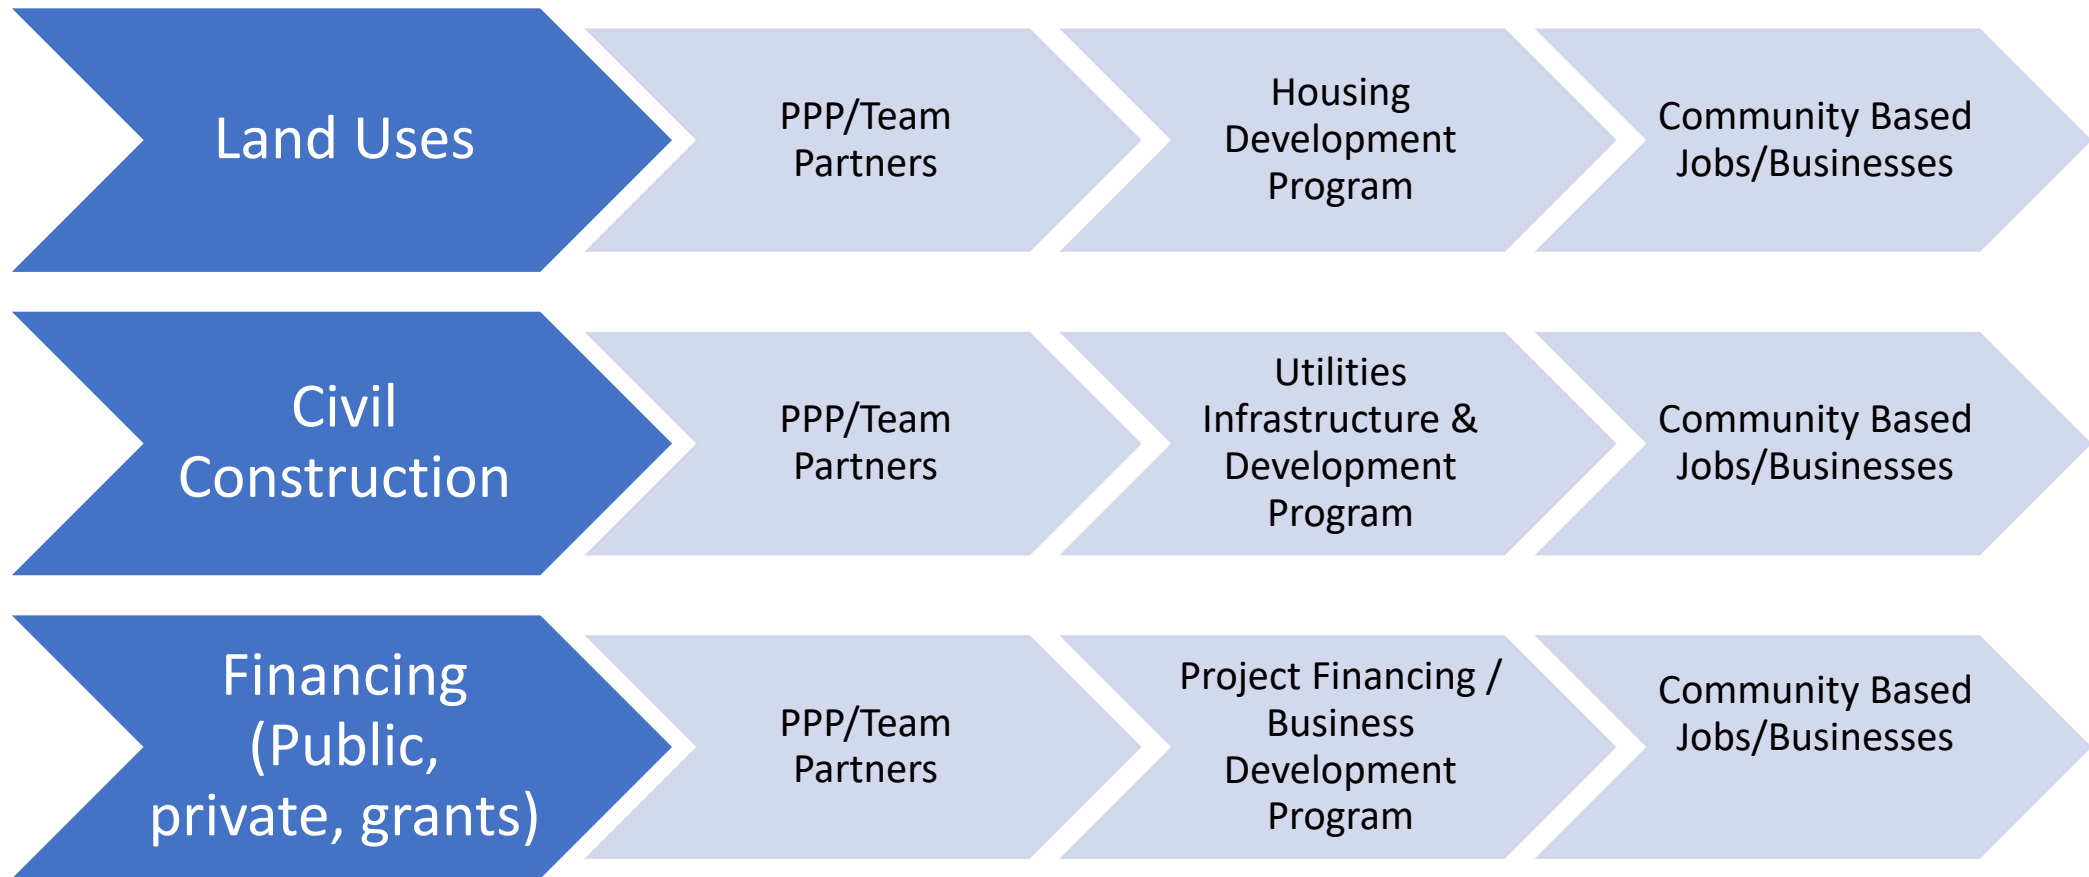 Land Uses
PPP/Team
Partners
Housing
Development
Program
Community Based
Jobs/Businesses
Civil
Construction
PPP/Team
Partners
Utilities
Infrastructure &
Development
Program
Community Based
Jobs/Businesses
Financing
(Public,
private, grants)
PPP/Team
Partners
Project Financing /
Business
Development
Program
Community Based
Jobs/Businesses